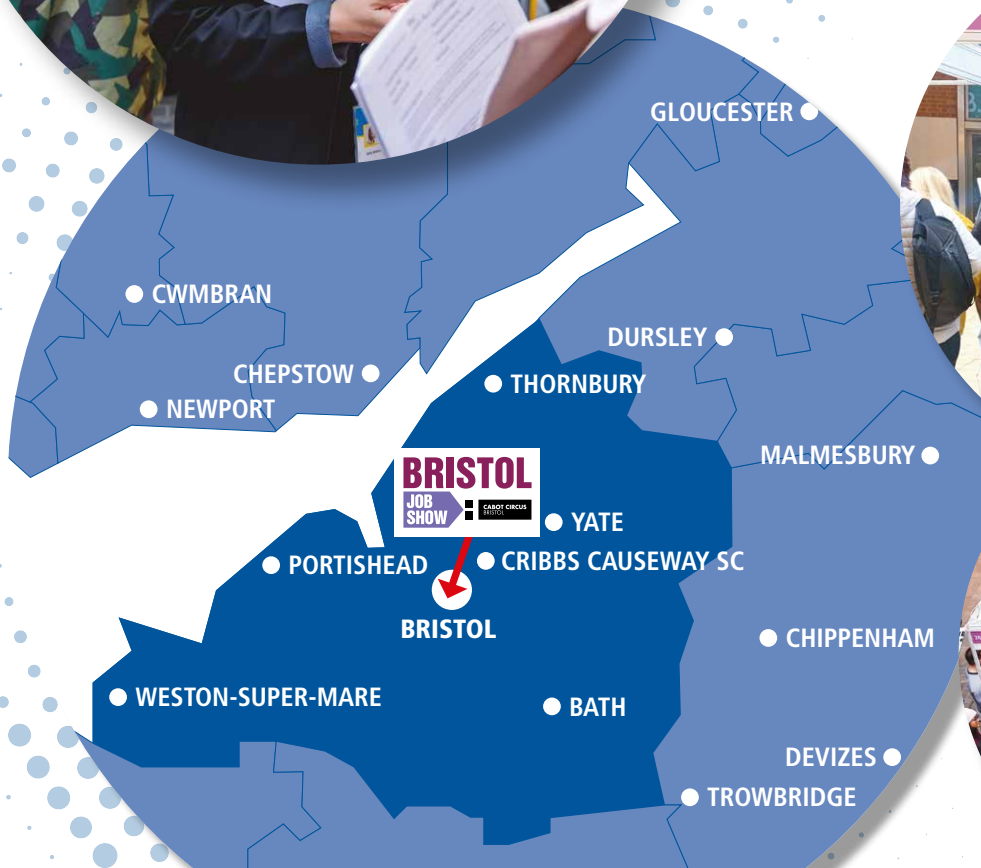 GLOUCESTER
CWMBRAN
DURSLEY
CHEPSTOW
THORNBURY
NEWPORT
MALMESBURY
BRISTOL
JOB
SHOW
CABOT CIRCUS
BRISTOL
YATE
CRIBBS CAUSEWAY SC
PORTISHEAD
BRISTOL
CHIPPENHAM
WESTON-SUPER-MARE
BATH
DEVIZES
TROWBRIDGE